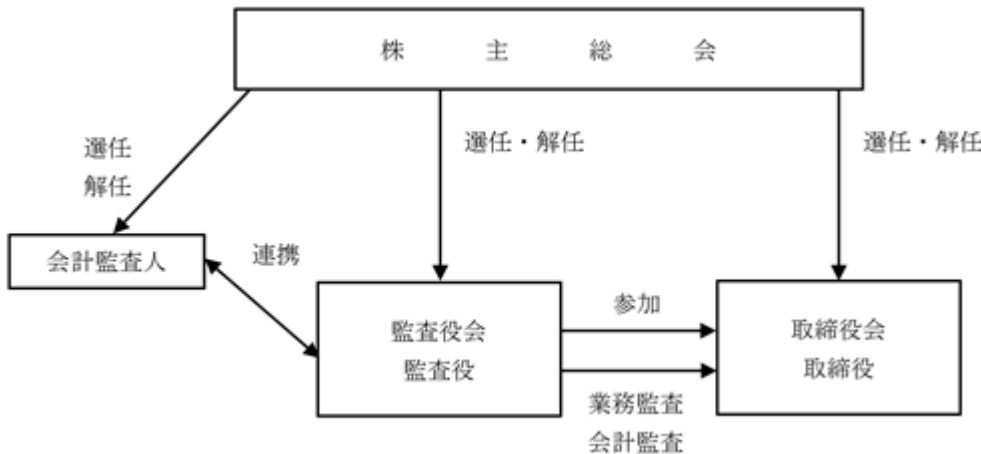 株主総会
選任
解任
選任・解任
選任・解任
会計監査人
連携
監査役会
監査役
参加
業務監査
会計監査
取締役会
取締役